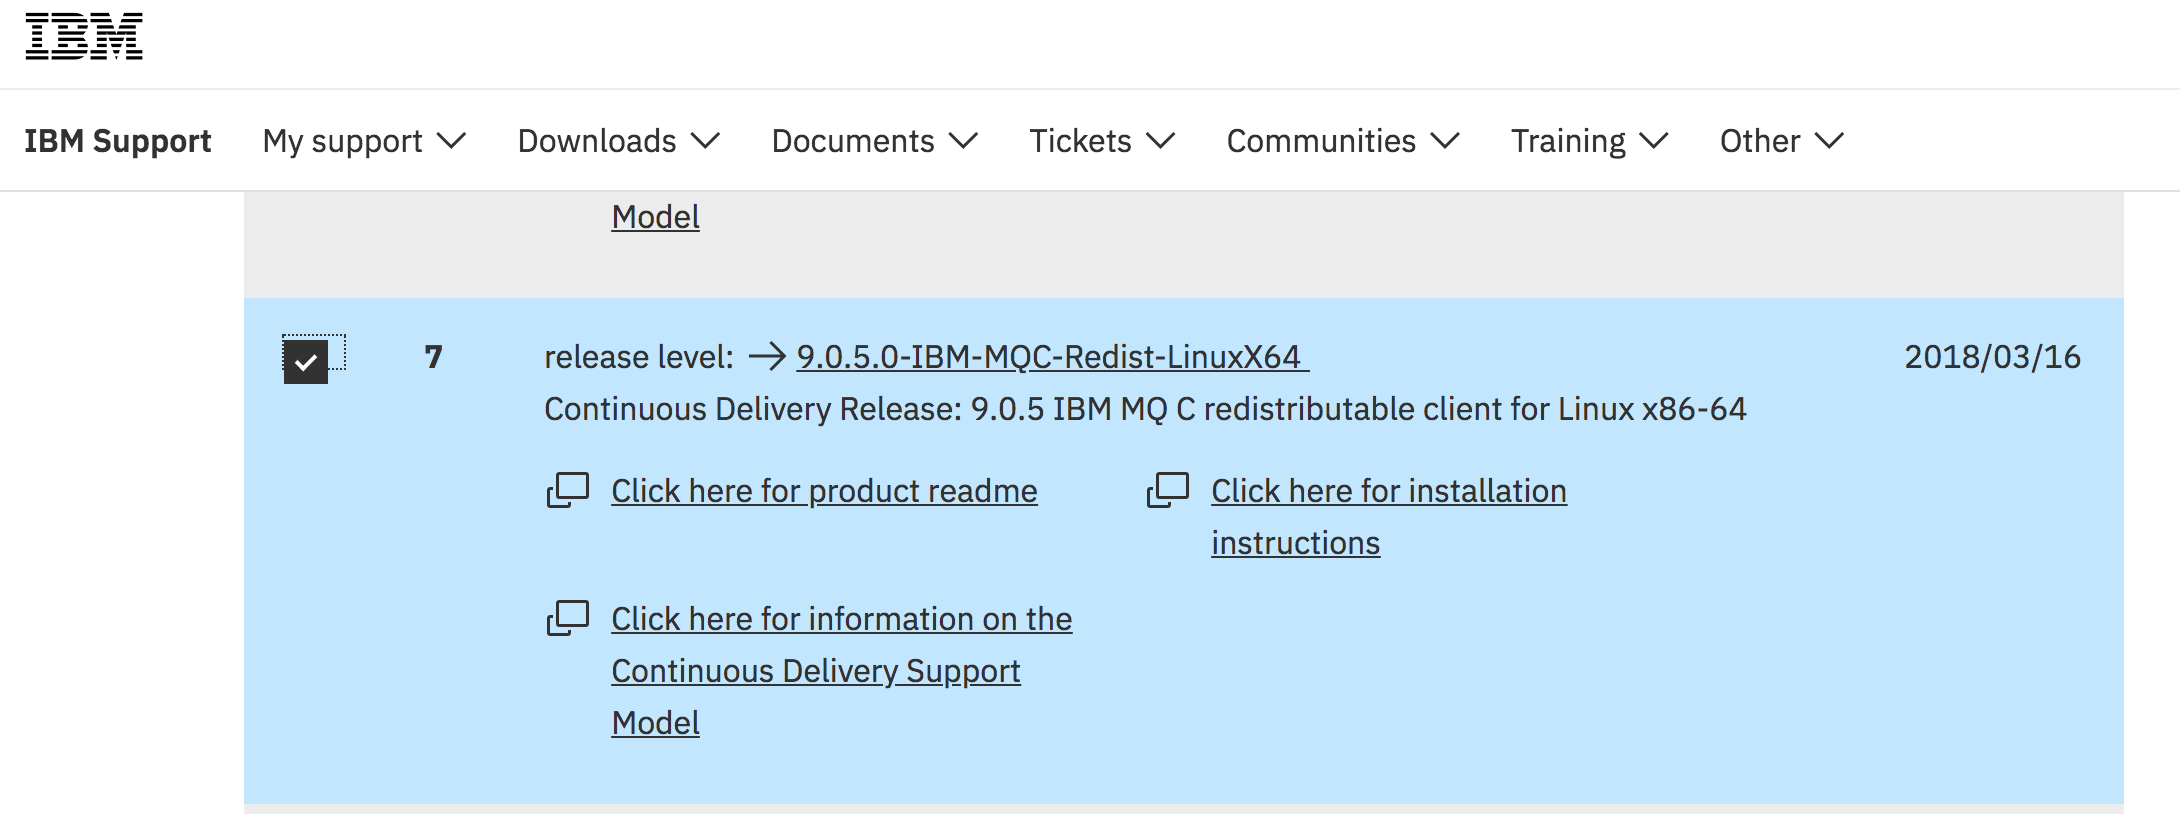 IBM
IBM Support My support Downloads Documents Tickets Communities Training Other
Model
7 release level: 9.0.5.0-IBM-MQC-Redist-LinuxX64 2018/03/16
Continuous Delivery Release: 9.0.5 IBM MQ C redistributable client for Linux x86-64
Click here for product readme
Click here for installation
instructions
Click here for information on the
Continuous Delivery Support
Model